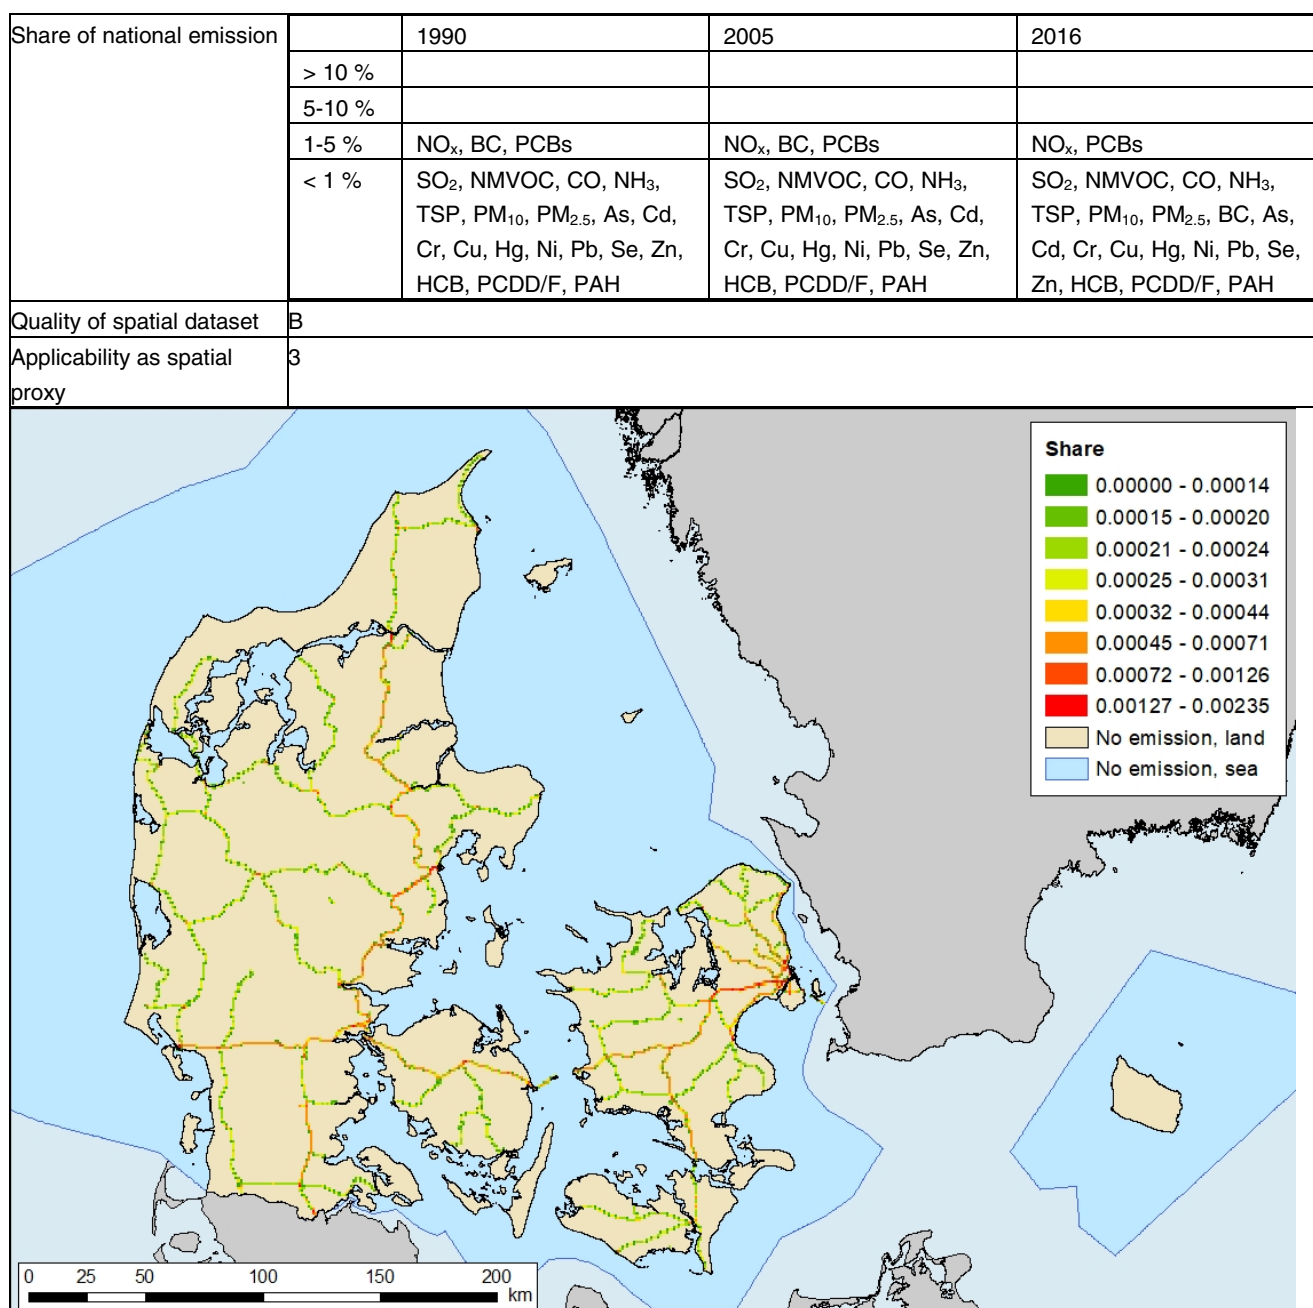 Share of national emission 1990 2005 2016
> 10 %
5-10 %
1-5 % NOx, BC, PCBs NOx, BC, PCBs NOx, PCBs
< 1 % SO2, NMVOC, CO, NH3, SO2, NMVOC, CO, NH3, SO2, NMVOC, CO, NH3,
TSP, PM10, PM2.5, As, Cd, TSP, PM10, PM2.5, As, Cd, TSP, PM10, PM2.5, BC, As,
Cr, Cu, Hg, Ni, Pb, Se, Zn, Cr, Cu, Hg, Ni, Pb, Se, Zn, Cd, Cr, Cu, Hg, Ni, Pb, Se,
HCB, PCDD/F, PAH HCB, PCDD/F, PAH Zn, HCB, PCDD/F, PAH
Quality of spatial dataset B
Applicability as spatial 3
proxy
Share
0.00000 - 0.00014
0.00015 - 0.00020
0.00021 - 0.00024
0.00025 - 0.00031
0.00032 - 0.00044
0.00045 - 0.00071
0.00072 - 0.00126
0.00127 - 0.00235
No emission, land
No emission, sea
0 25 50 100 150 200
km